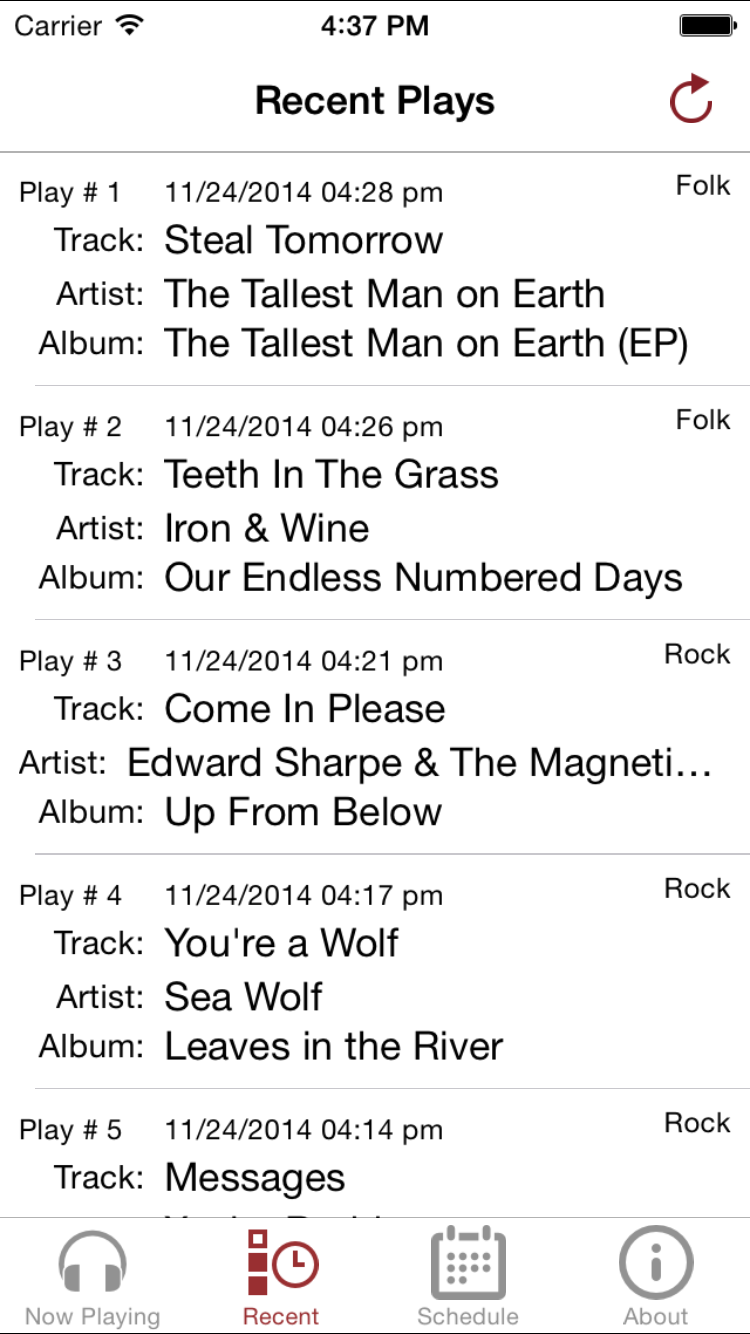 Carrier 4:37 PM
Recent Plays
Play # 1 11/24/2014 04:28 pm Folk
Track: Steal Tomorrow
Artist: The Tallest Man on Earth
Album: The Tallest Man on Earth (EP)
Play # 2 11/24/2014 04:26 pm Folk
Track: Teeth In The Grass
Artist: Iron & Wine
Album: Our Endless Numbered Days
Play # 3 11/24/2014 04:21 pm Rock
Track: Come In Please
Artist: Edward Sharpe & The Magneti...
Album: Up From Below
Play # 4 11/24/2014 04:17 pm Rock
Track: You're a Wolf
Artist: Sea Wolf
Album: Leaves in the River
Play # 5 11/24/2014 04:14 pm Rock
Track: Messages
Now Playing Recent Schedule About